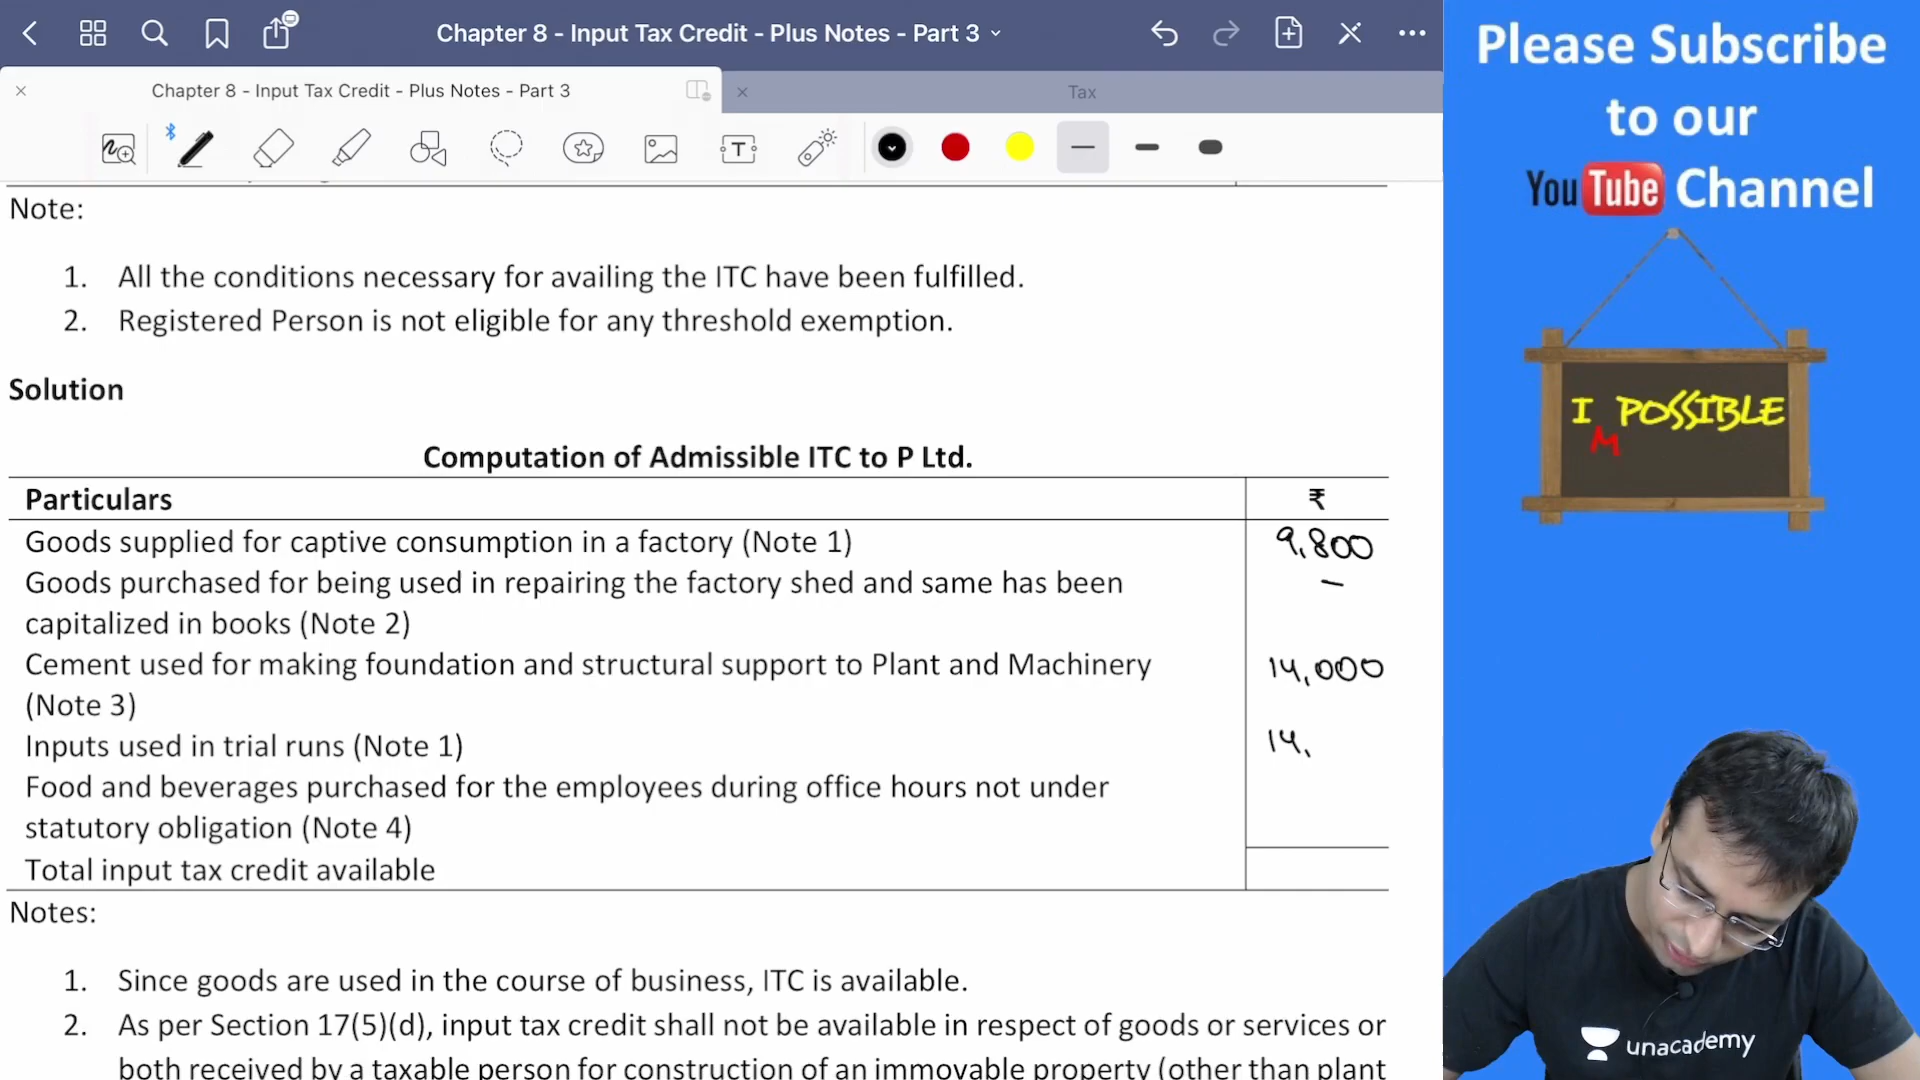 Chapter 8 - Input Tax Credit - Plus Notes - Part 3
Chapter 8 - Input Tax Credit - Plus Notes - Part 3
Tax
Note:
1. All the conditions necessary for availing the ITC have been fulfilled.
2. Registered Person is not eligible for any threshold exemption.
Solution
Computation of Admissible ITC to P Ltd.
Particulars ₹
Goods supplied for captive consumption in a factory (Note 1) 9,800
Goods purchased for being used in repairing the factory shed and same has been –
capitalized in books (Note 2)
Cement used for making foundation and structural support to Plant and Machinery 14,000
(Note 3)
Inputs used in trial runs (Note 1) 14,
Food and beverages purchased for the employees during office hours not under
statutory obligation (Note 4)
Total input tax credit available
Notes:
1. Since goods are used in the course of business, ITC is available.
2. As per Section 17(5)(d), input tax credit shall not be available in respect of goods or services or
both received by a taxable person for construction of an immovable property (other than plant
Please Subscribe
to our
YouTube Channel
I POSSIBLE
M
unacademy